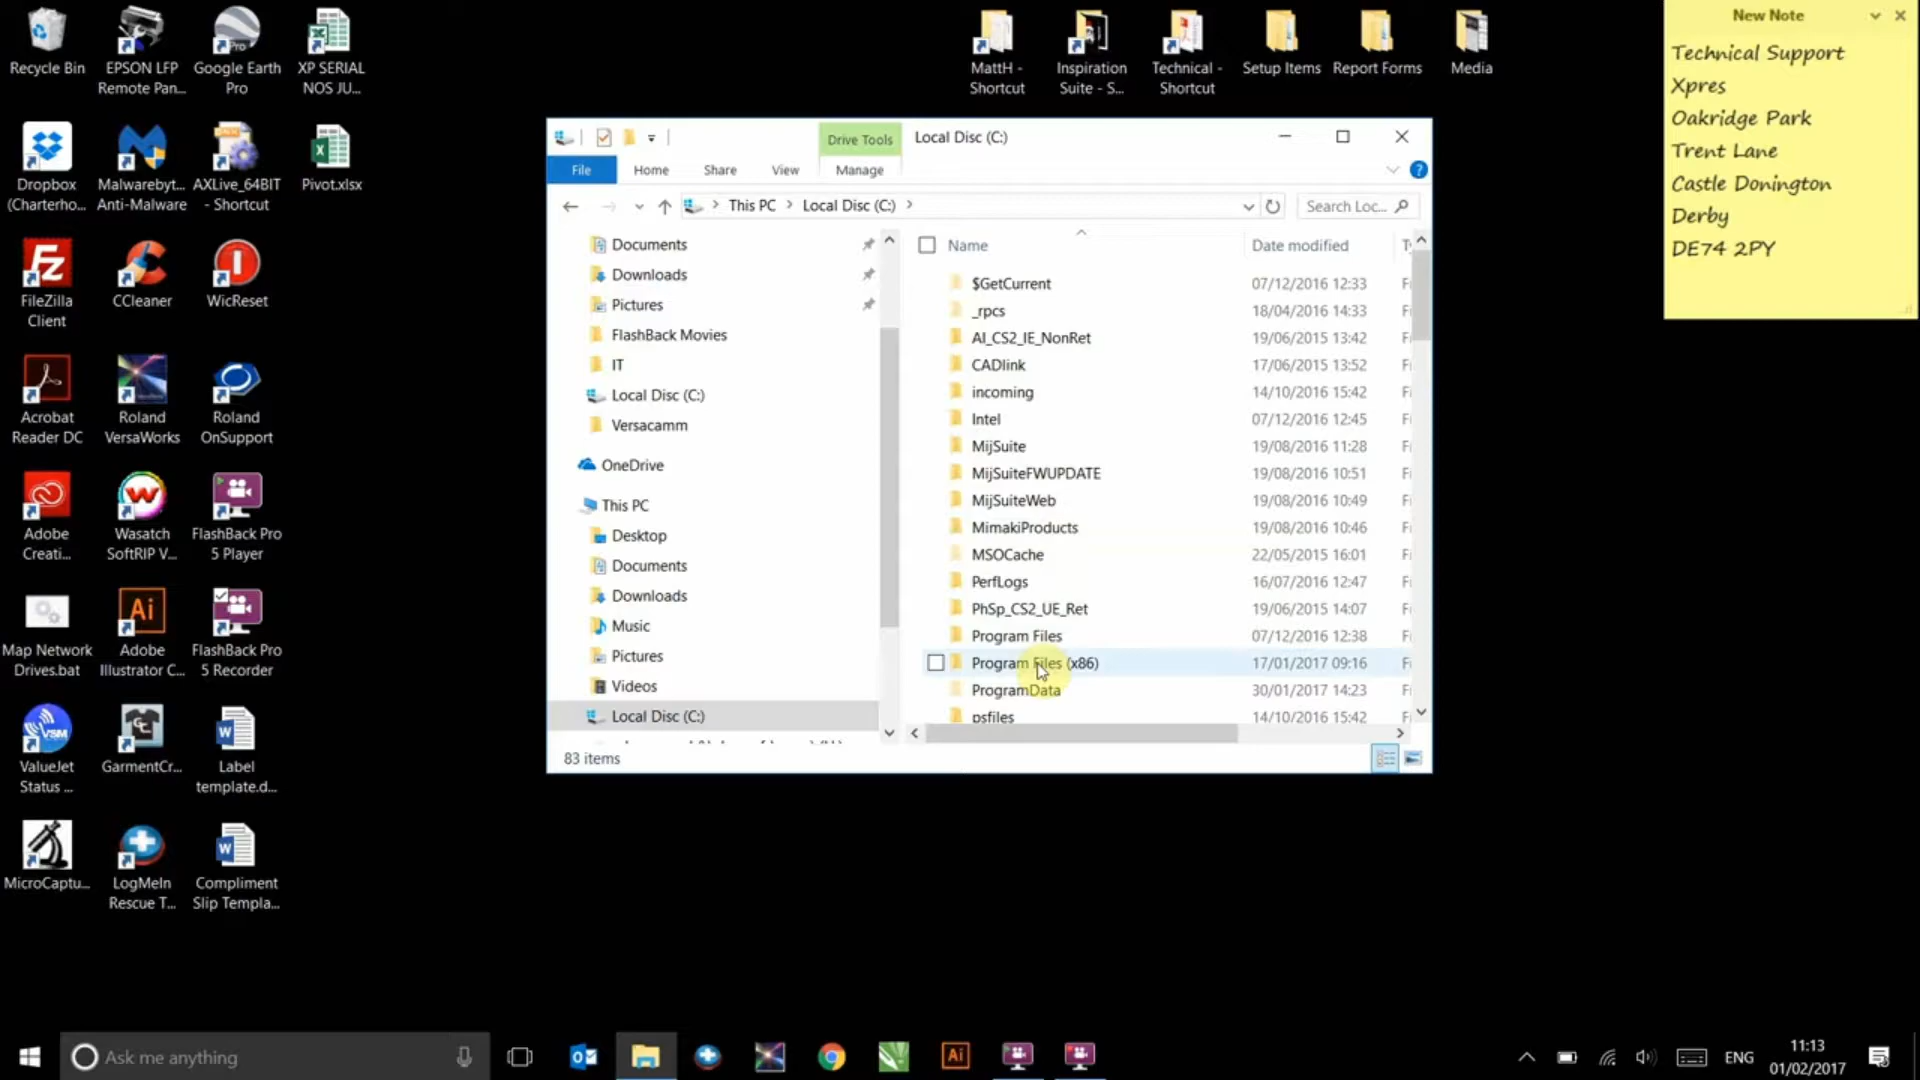 Recycle Bin
EPSON LFP
Remote Pan...
Google Earth
Pro
XP SERIAL
NOS JU...
Dropbox
(Charterho...
Malwarebyt...
Anti-Malware
AXLive_64BIT
- Shortcut
Pivot.xlsx
FileZilla
Client
CCleaner
WicReset
Acrobat
Reader DC
Roland
VersaWorks
Roland
OnSupport
Adobe
Creati...
Wasatch
SoftRIP V...
FlashBack Pro
5 Player
Map Network
Drives.bat
Adobe
Illustrator C...
FlashBack Pro
5 Recorder
ValueJet
Status ...
GarmentCr...
Label
template.d...
MicroCaptu...
LogMeIn
Rescue T...
Compliment
Slip Templa...
MattH -
Shortcut
Inspiration
Suite - S...
Technical -
Shortcut
Setup Items
Report Forms
Media
New Note
Technical Support
Xpres
Oakridge Park
Trent Lane
Castle Donington
Derby
DE74 2PY
Drive Tools
Local Disc (C:)
File
Home
Share
View
Manage
This PC
Local Disc (C:)
Search Loc...
Documents
Downloads
Pictures
FlashBack Movies
IT
Local Disc (C:)
Versacamm
OneDrive
This PC
Desktop
Documents
Downloads
Music
Pictures
Videos
Local Disc (C:)
Name Date modified
$GetCurrent 07/12/2016 12:33
_rpcs 18/04/2016 14:33
AI_CS2_IE_NonRet 19/06/2015 13:42
CADlink 17/06/2015 13:52
incoming 14/10/2016 15:42
Intel 07/12/2016 12:45
MijSuite 19/08/2016 11:28
MijSuiteFWUPDATE 19/08/2016 10:51
MijSuiteWeb 19/08/2016 10:49
MimakiProducts 19/08/2016 10:46
MSOCache 22/05/2015 16:01
PerfLogs 16/07/2016 12:47
PhSp_CS2_UE_Ret 19/06/2015 14:07
Program Files 07/12/2016 12:38
Program Files (x86) 17/01/2017 09:16
ProgramData 30/01/2017 14:23
psfiles 14/10/2016 15:42
83 items
Ask me anything
ENG
11:13
01/02/2017